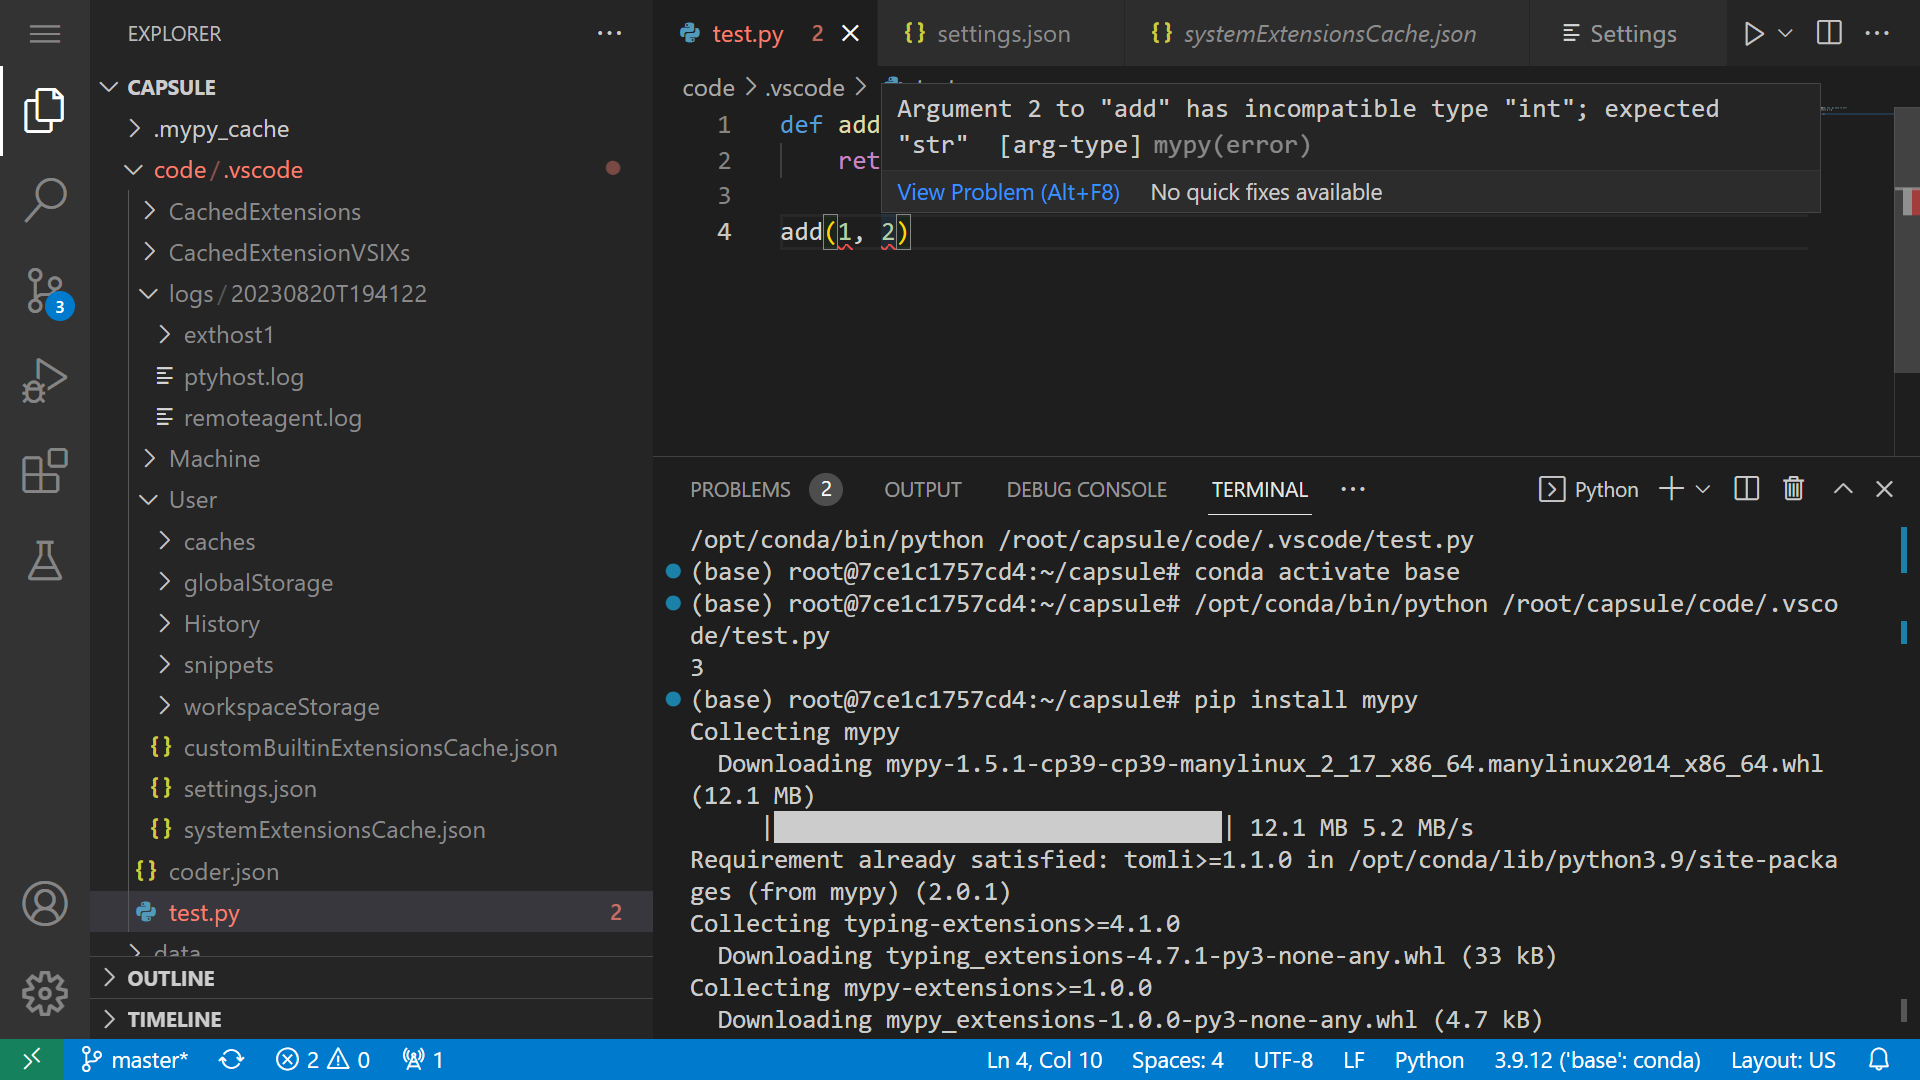 EXPLORER
CAPSULE
.mypy_cache
code / .vscode
CachedExtensions
CachedExtensionVSIXs
logs / 20230820T194122
exthost1
ptyhost.log
remoteagent.log
Machine
User
caches
globalStorage
History
snippets
workspaceStorage
customBuiltinExtensionsCache.json
settings.json
systemExtensionsCache.json
coder.json
test.py 2
data
OUTLINE
TIMELINE
3
test.py 2
settings.json
systemExtensionsCache.json
Settings
code > .vscode >
Argument 2 to "add" has incompatible type "int"; expected
"str" [arg-type] mypy(error)
View Problem (Alt+F8) No quick fixes available
1 def add
2 ret
3
4 add(1, 2)
PROBLEMS 2 OUTPUT DEBUG CONSOLE TERMINAL Python
/opt/conda/bin/python /root/capsule/code/.vscode/test.py
(base) root@7ce1c1757cd4:~/capsule# conda activate base
(base) root@7ce1c1757cd4:~/capsule# /opt/conda/bin/python /root/capsule/code/.vsco
de/test.py
3
(base) root@7ce1c1757cd4:~/capsule# pip install mypy
Collecting mypy
Downloading mypy-1.5.1-cp39-cp39-manylinux_2_17_x86_64.manylinux2014_x86_64.whl
(12.1 MB)
| | 12.1 MB 5.2 MB/s
Requirement already satisfied: tomli>=1.1.0 in /opt/conda/lib/python3.9/site-packa
ges (from mypy) (2.0.1)
Collecting typing-extensions>=4.1.0
Downloading typing_extensions-4.7.1-py3-none-any.whl (33 kB)
Collecting mypy-extensions>=1.0.0
Downloading mypy_extensions-1.0.0-py3-none-any.whl (4.7 kB)
master* 2 0 1 Ln 4, Col 10 Spaces: 4 UTF-8 LF Python 3.9.12 ('base': conda) Layout: US